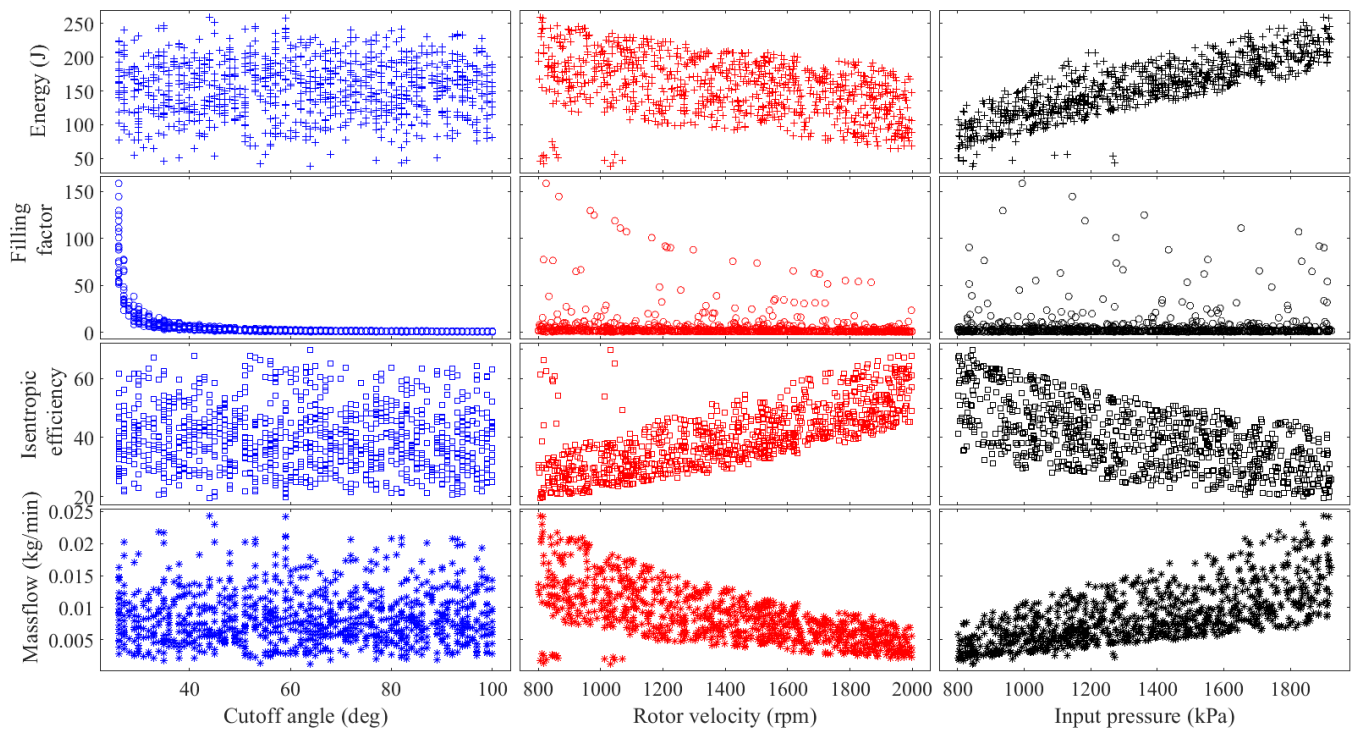 250
200
150
100
50
Energy (J)
150
100
50
0
Filling
factor
60
40
20
Isentropic
efficiency
0.025
0.02
0.015
0.01
0.005
Massflow (kg/min)
40 60 80 100
800 1000 1200 1400 1600 1800 2000
800 1000 1200 1400 1600 1800
Cutoff angle (deg)
Rotor velocity (rpm)
Input pressure (kPa)